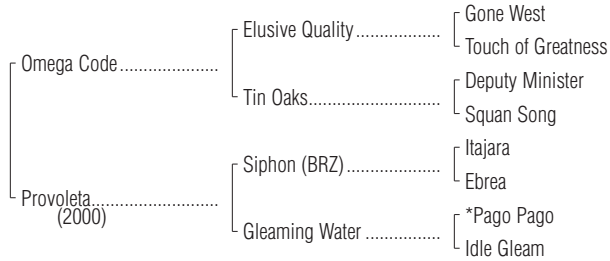 Gone West
Elusive Quality ..................
Touch of Greatness
Omega Code .....................
Deputy Minister
Tin Oaks............................
Squan Song
Itajara
Siphon (BRZ) ....................
Ebrea
Provoleta...........................
(2000)
*Pago Pago
Gleaming Water ................
Idle Gleam